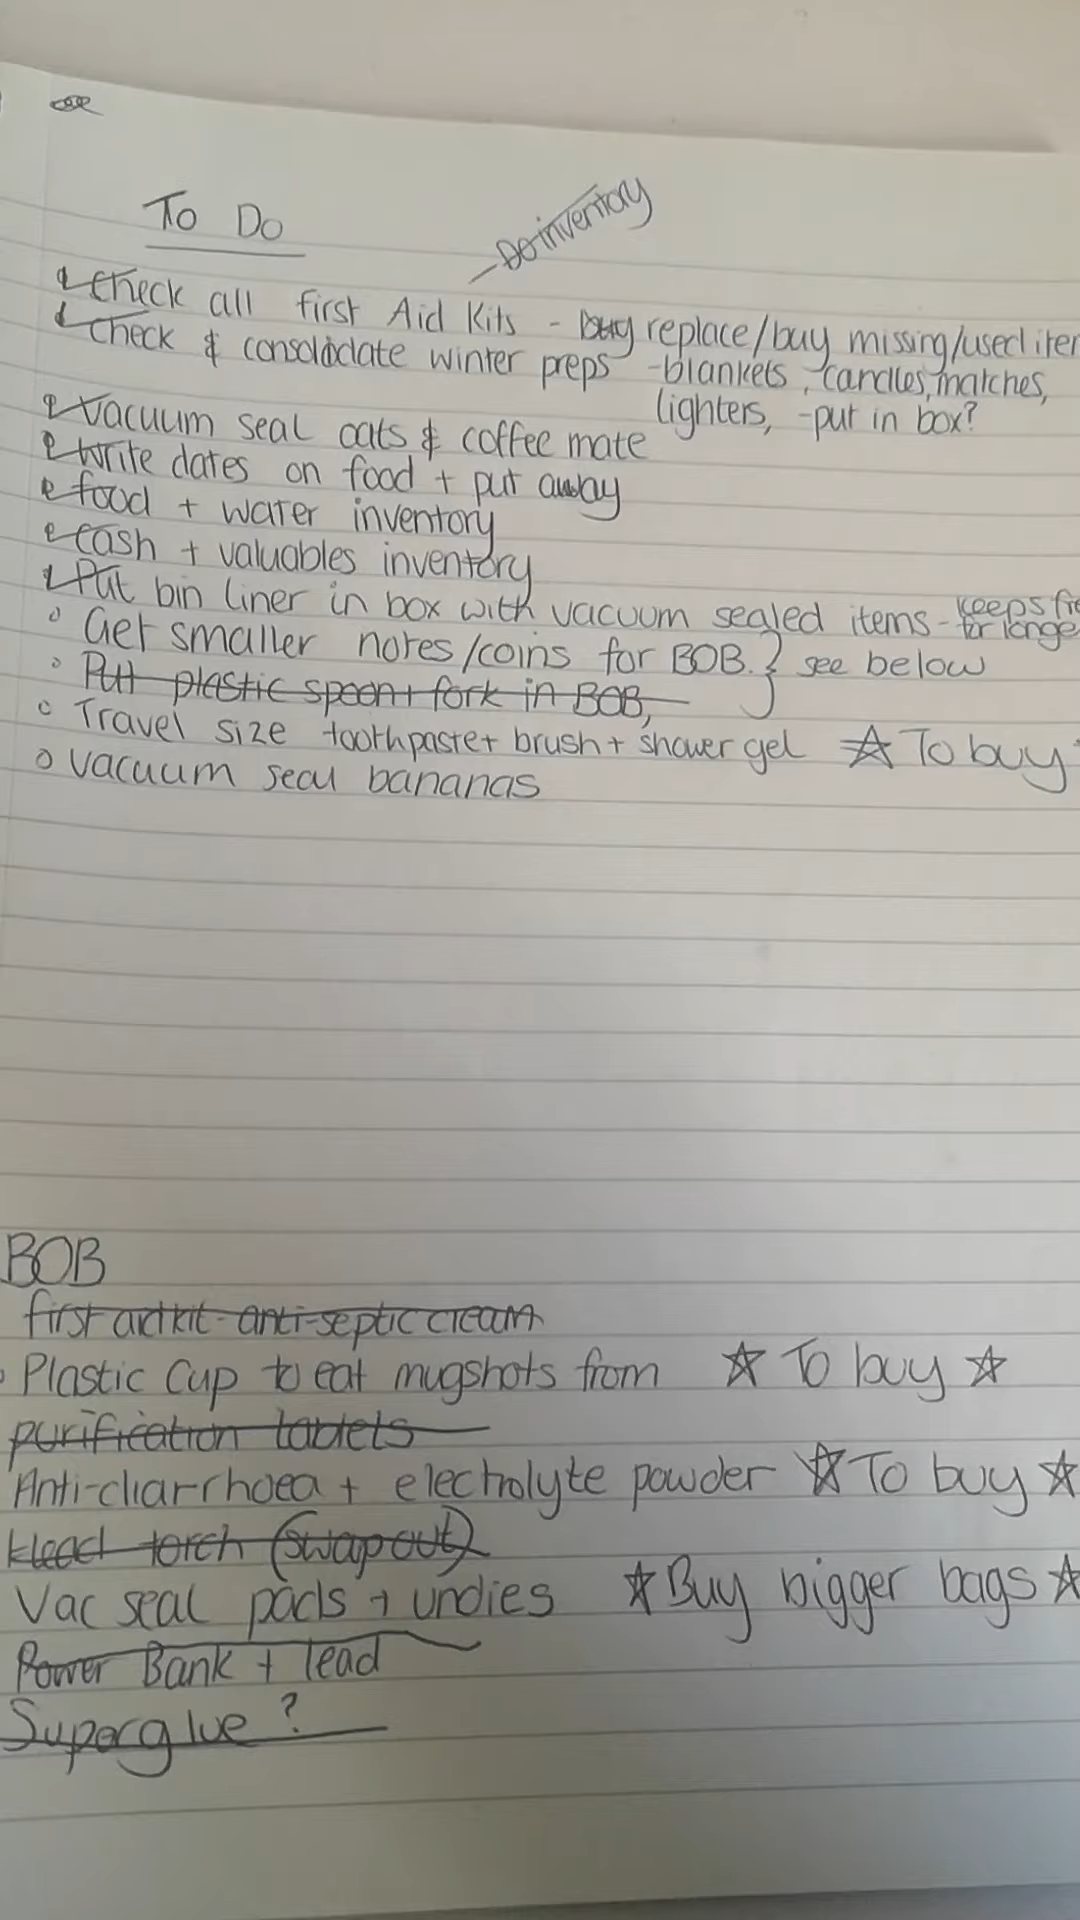 To Do
- Do inventory
Check all first Aid Kits - buy replace/buy missing/used iter
Check & consolidate winter preps - blankets, candles, matches,
lighters, - put in box?
Vacuum seal oats & coffee mate
Write dates on food + put away
food + water inventory
Cash + valuables inventory
Put bin liner in box with vacuum sealed items - keeps fre
for longe
Get smaller notes/coins for BOB. } see below
Putt plastic spoon + fork in BOB,
Travel size toothpaste + brush + shower gel ☆ To buy
Vacuum seal bananas
BOB
first aid kit - anti-septic cream
Plastic Cup to eat mugshots from ☆ To buy ☆
purification tablets
Anti-diarrhoea + electrolyte powder ☆ To buy ☆
Head torch (swap out)
Vac seal pads + undies ☆ Buy bigger bags ☆
Power Bank + lead
Superglue?